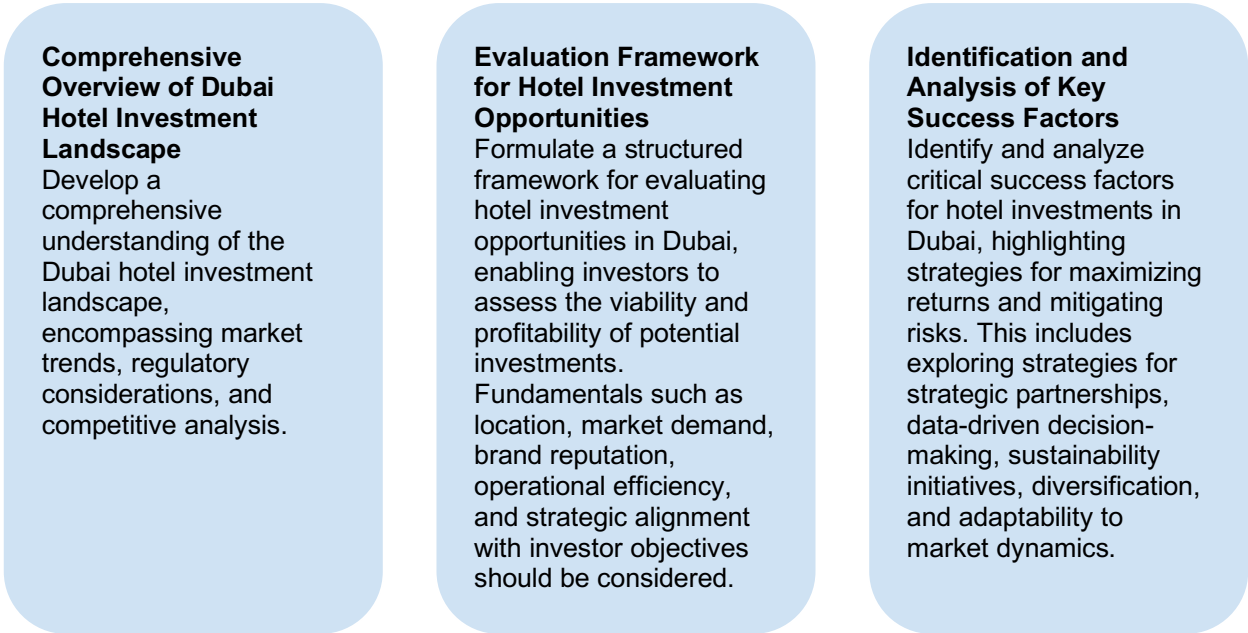 Comprehensive
Overview of Dubai
Hotel Investment
Landscape
Develop a
comprehensive
understanding of the
Dubai hotel investment
landscape,
encompassing market
trends, regulatory
considerations, and
competitive analysis.
Evaluation Framework
for Hotel Investment
Opportunities
Formulate a structured
framework for evaluating
hotel investment
opportunities in Dubai,
enabling investors to
assess the viability and
profitability of potential
investments.
Fundamentals such as
location, market demand,
brand reputation,
operational efficiency,
and strategic alignment
with investor objectives
should be considered.
Identification and
Analysis of Key
Success Factors
Identify and analyze
critical success factors
for hotel investments in
Dubai, highlighting
strategies for maximizing
returns and mitigating
risks. This includes
exploring strategies for
strategic partnerships,
data-driven decision-
making, sustainability
initiatives, diversification,
and adaptability to
market dynamics.